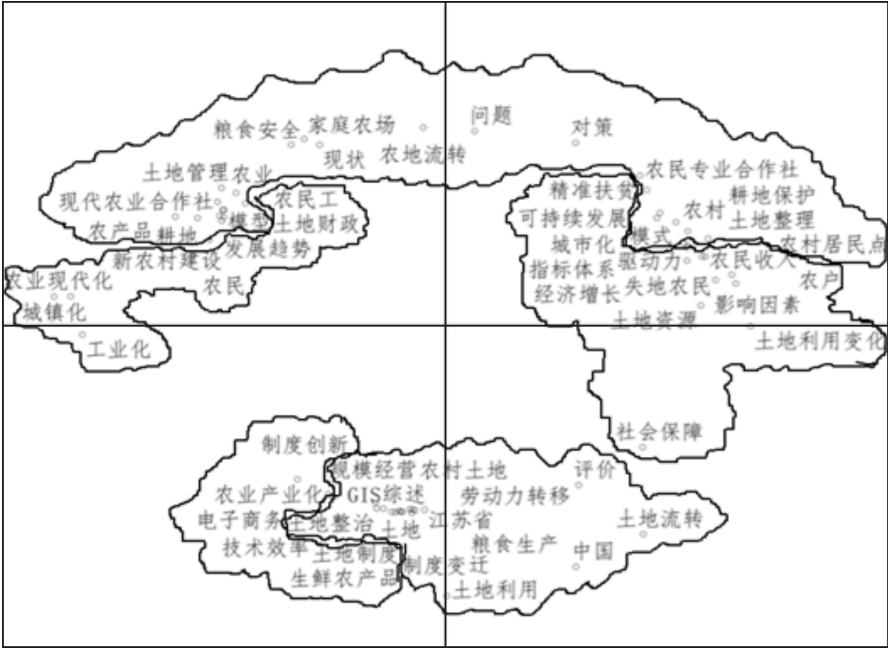 问题
粮食安全 家庭农场
对策
现状 农地流转
土地管理 农业
农民专业合作社
现代农业合作社 农民工
精准扶贫 耕地保护
农产品 耕地 模型 土地财政
可持续发展 农村 土地整理
模式
新农村建设 发展趋势
城市化 农村居民点
农业现代化 农民
指标体系 驱动力 农民收入
经济增长 失地农民 农户
城镇化
影响因素
土地资源
工业化
土地利用变化
社会保障
制度创新
规模经营 农村土地 评价
农业产业化 GIS综述 劳动力转移
电子商务 土地整治 土地 江苏省 土地流转
技术效率 土地制度 粮食生产 中国
制度变迁
生鲜农产品 土地利用